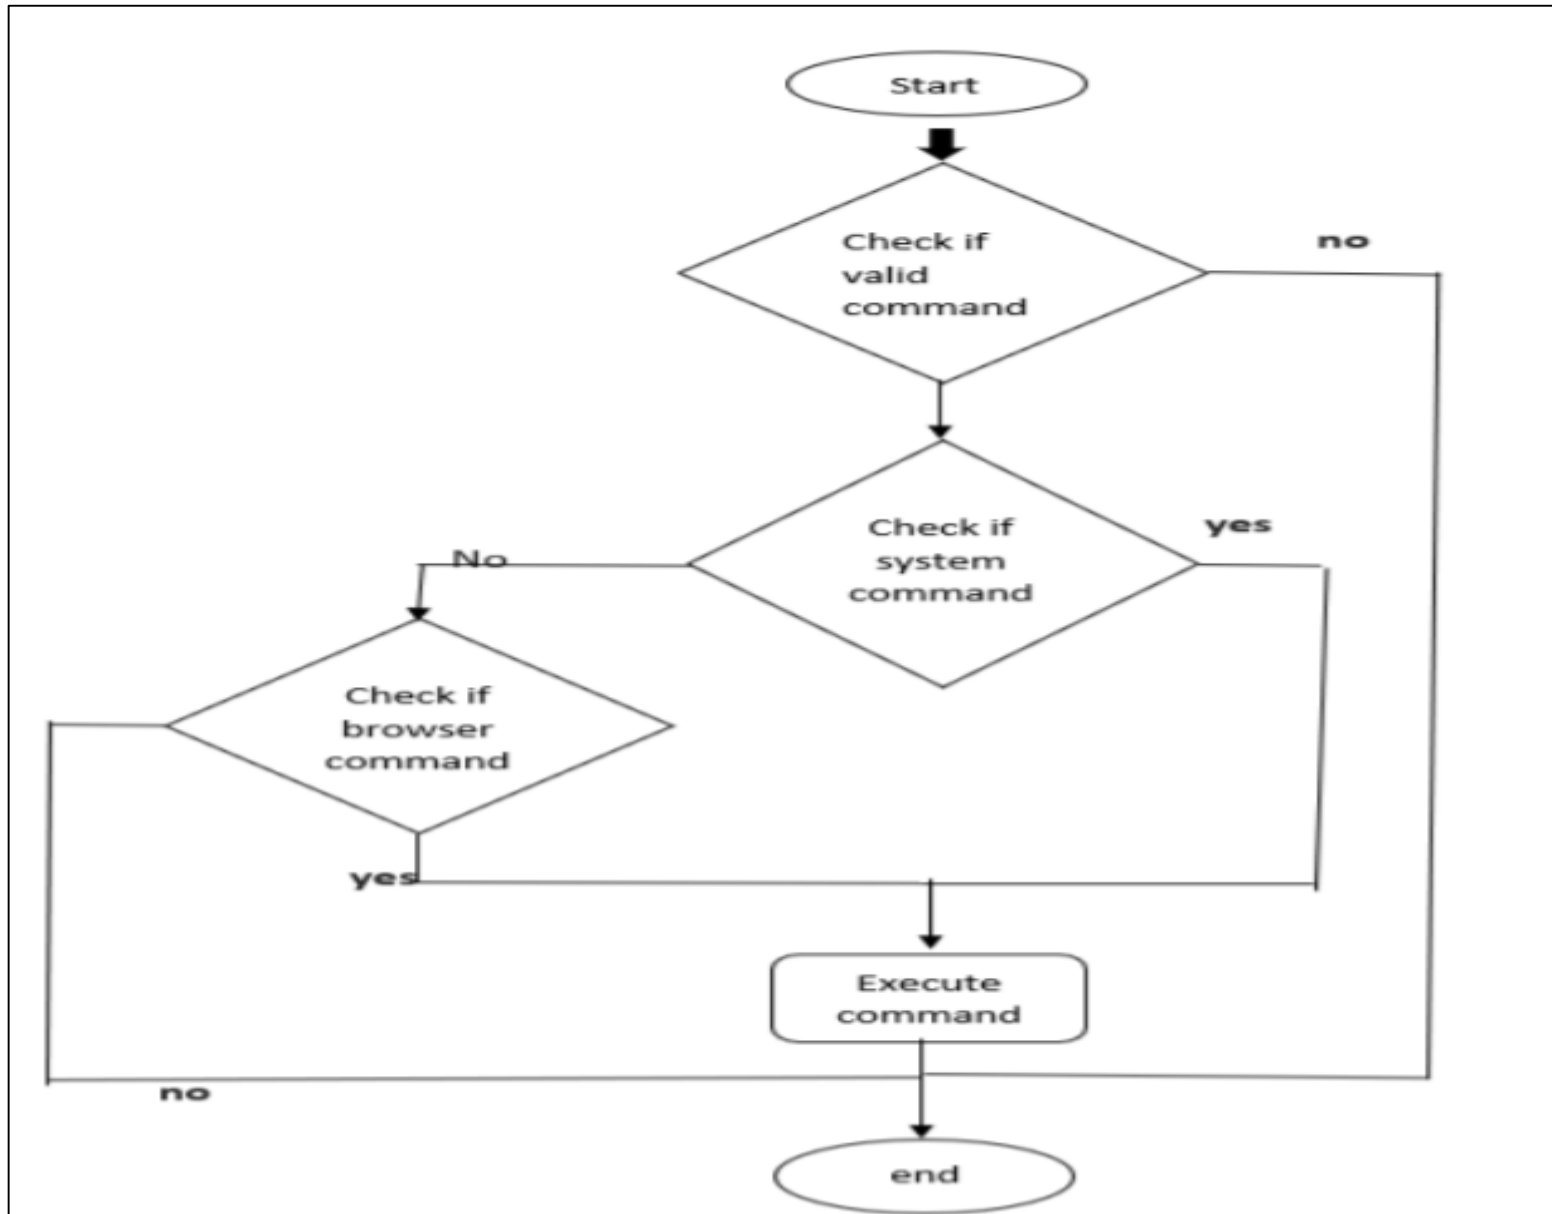 Start
Check if
valid
command
no
Check if
system
command
yes
No
Check if
browser
command
yes
Execute
command
no
end